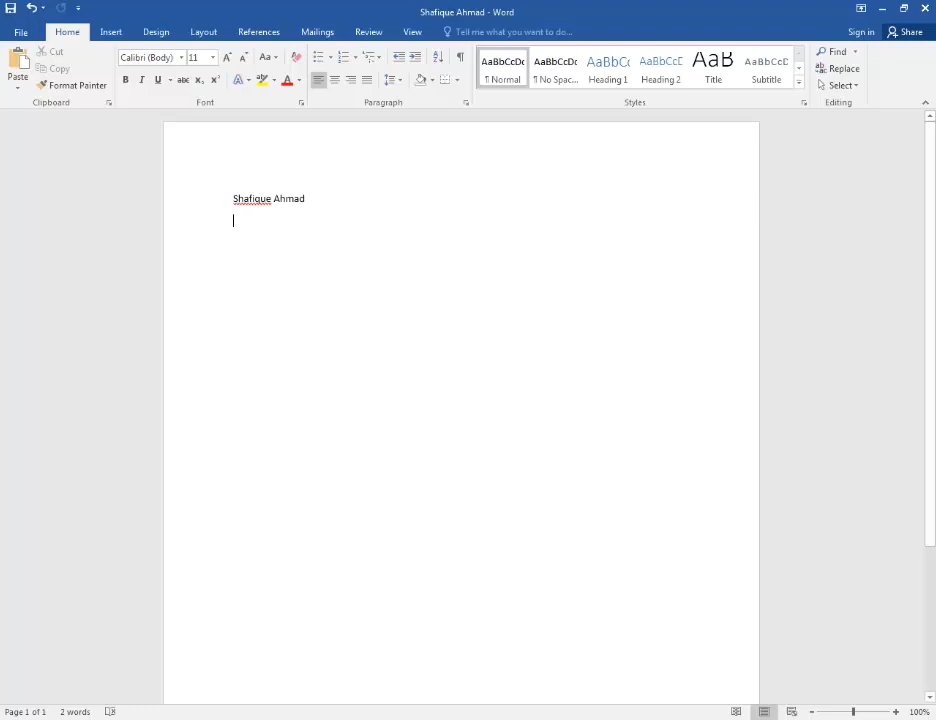 Shafique Ahmad - Word
File Home Insert Design Layout References Mailings Review View Tell me what you want to do... Sign in Share
Paste
Cut
Copy
Format Painter
Clipboard
Calibri (Body) 11
Aa
B I U abc x₂ x² A ab A
Font
Paragraph
AaBbCcDc AaBbCcDc AaBbCc AaBbCcC AaB AaBbCcC
¶ Normal ¶ No Spac... Heading 1 Heading 2 Title Subtitle
Styles
Find
Replace
Select
Editing
Shafique Ahmad
Page 1 of 1 2 words 100%